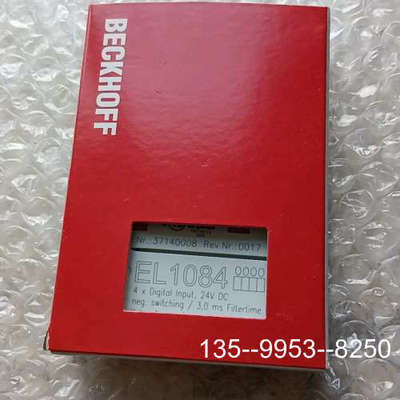 BECKHOFF
Nr.:37140008 Rev.Nr.:0017
EL1084
4 x Digital Input, 24V DC
neg. switching / 3,0 ms Filtertime
135--9953--8250